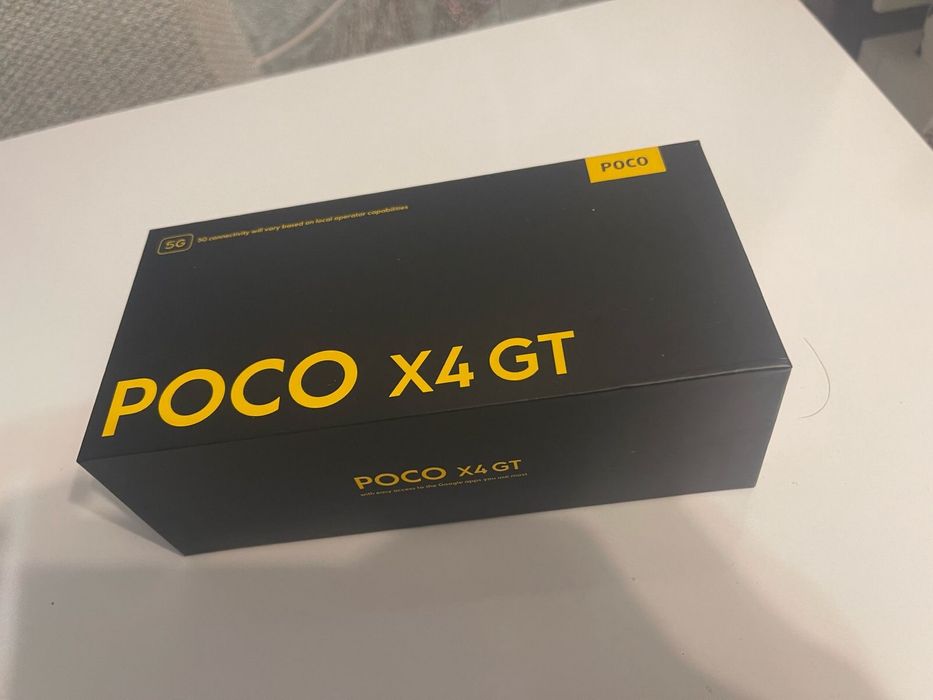 POCO
5G 5G connectivity will vary based on local operator capabilities
POCO X4 GT
POCO X4 GT
with easy access to the Google apps you use most